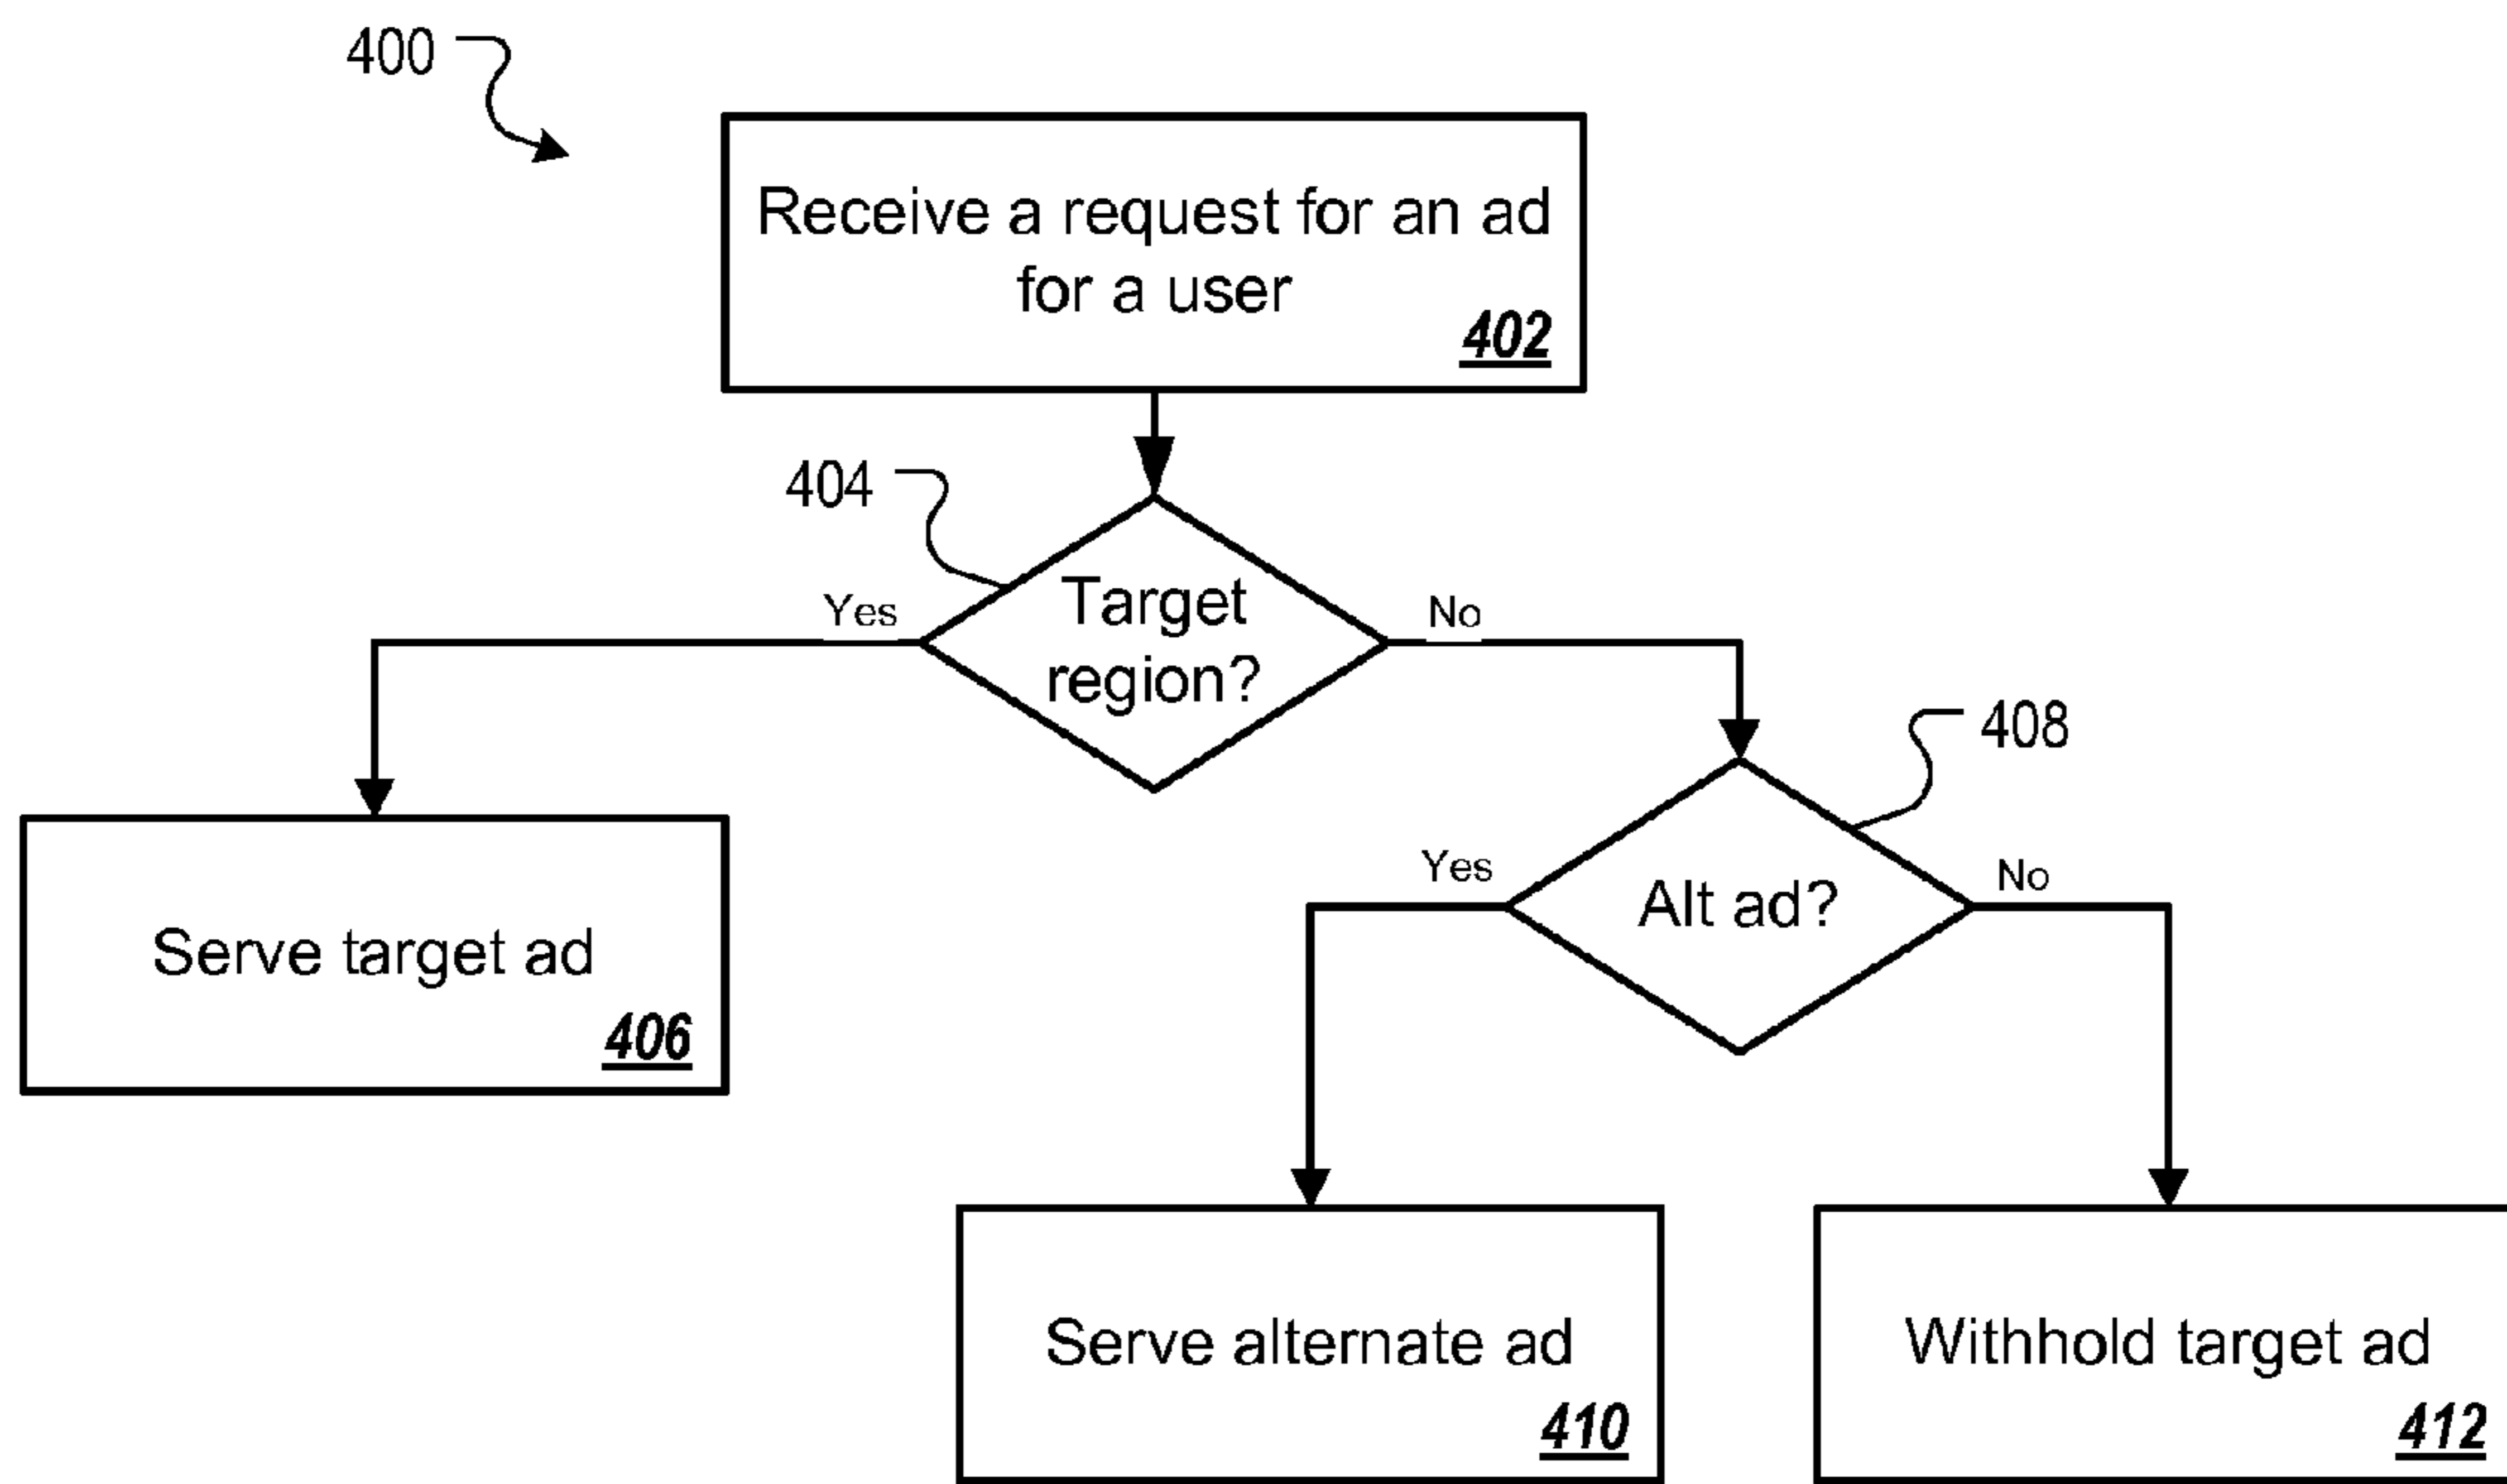 400
Receive a request for an ad
for a user
402
404
Target
region?
Yes
No
408
Alt ad?
Yes
No
Serve target ad
406
Serve alternate ad
410
Withhold target ad
412